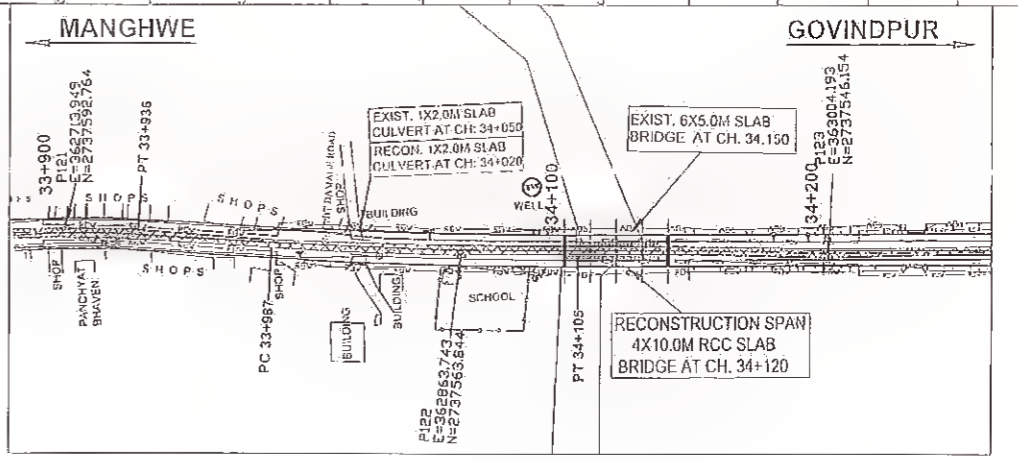 MANGHWE
GOVINDPUR
33+900
P121
E=362713.949
N=2737592.764
PT 33+936
EXIST. 1X2.0M SLAB
CULVERT AT CH: 34+050
RECON. 1X2.0M SLAB
CULVERT AT CH: 34+020
EXIST. 6X5.0M SLAB
BRIDGE AT CH. 34.150
SHOPS
SHOPS
ROAD
SHOP
BUILDING
WELL
34+100
34+200
P123
E=363004.193
N=2737546.154
SHOP
PANCHYAT
BHAVEN
SHOPS
PC 33+987
SHOP
BUILDING
BUILDING
SCHOOL
P122
E=362863.743
N=2737563.844
PT 34+105
RECONSTRUCTION SPAN
4X10.0M RCC SLAB
BRIDGE AT CH. 34+120